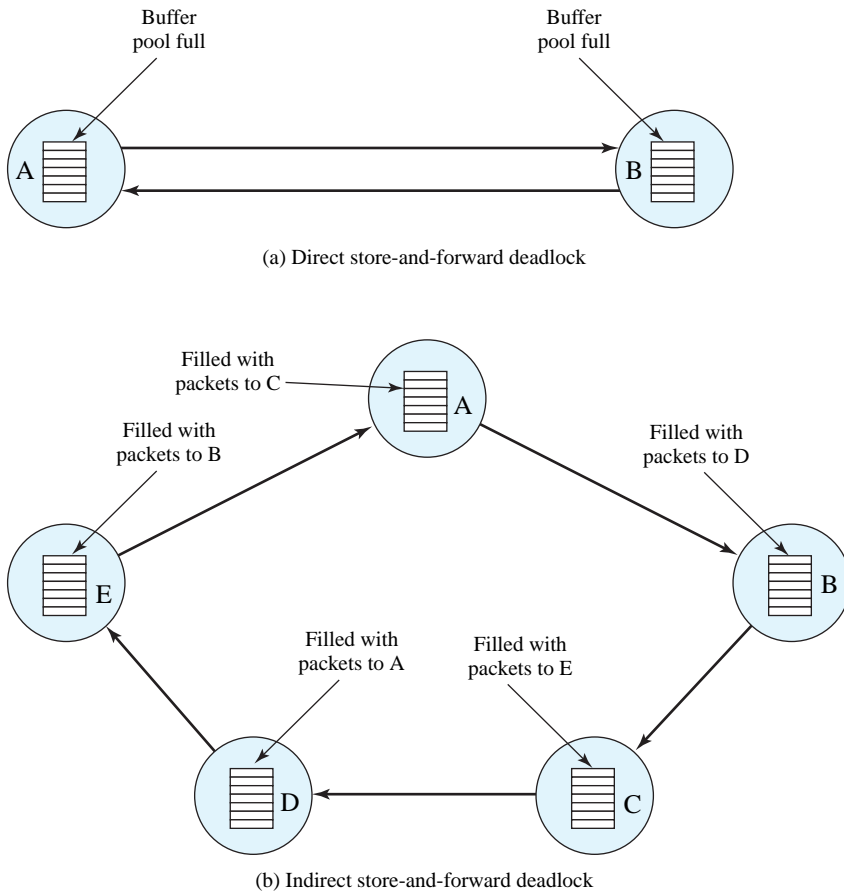 Buffer
pool full
Buffer
pool full
A
B
(a) Direct store-and-forward deadlock
Filled with
packets to C
A
Filled with
packets to B
Filled with
packets to D
E
B
Filled with
packets to A
Filled with
packets to E
D
C
(b) Indirect store-and-forward deadlock